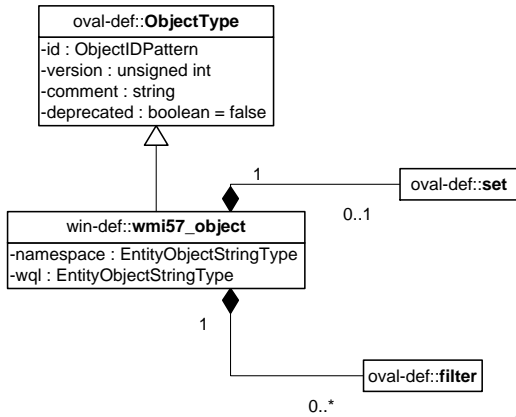 oval-def::ObjectType
-id : ObjectIDPattern
-version : unsigned int
-comment : string
-deprecated : boolean = false
1
oval-def::set
0..1
win-def::wmi57_object
-namespace : EntityObjectStringType
-wql : EntityObjectStringType
1
oval-def::filter
0..*